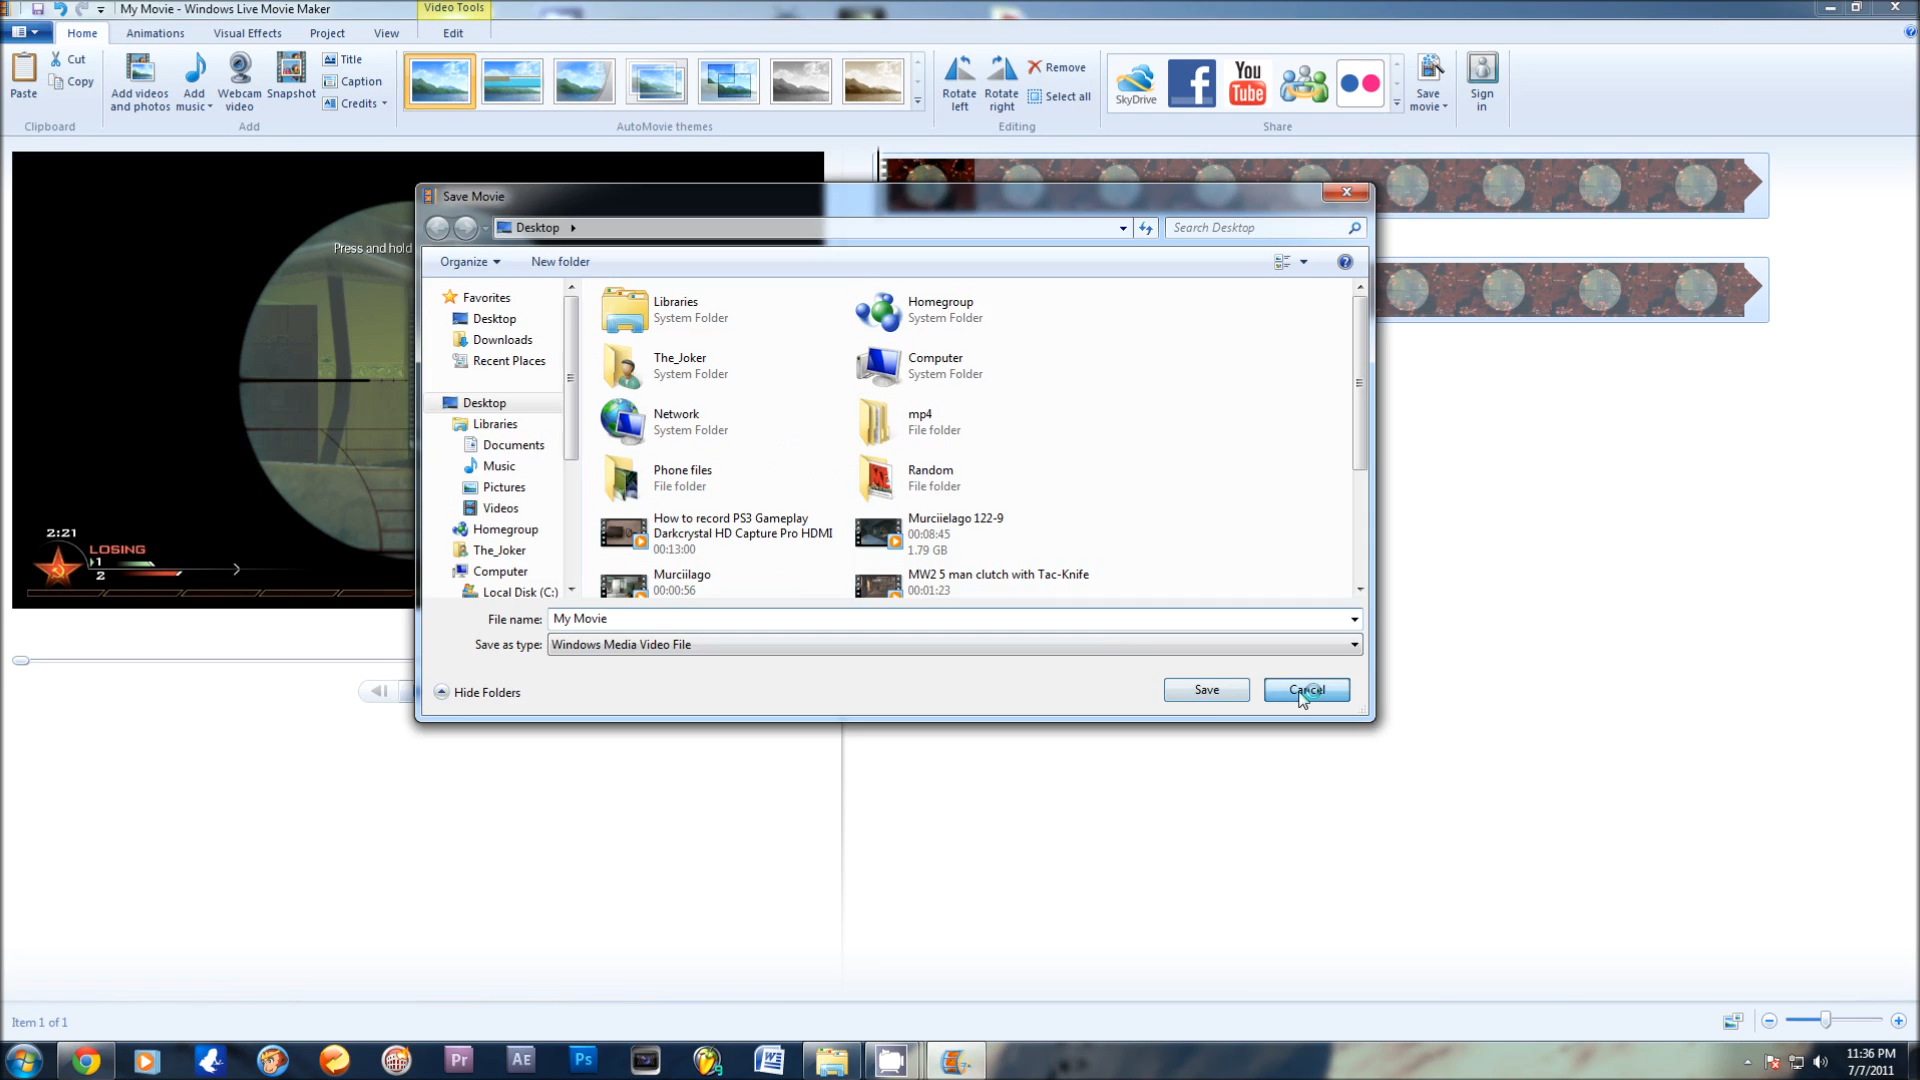 My Movie - Windows Live Movie Maker
Video Tools
Home
Animations
Visual Effects
Project
View
Edit
Paste
Cut
Copy
Clipboard
Add videos
and photos
Add
music
Webcam
video
Snapshot
Title
Caption
Credits
Add
AutoMovie themes
Rotate
left
Rotate
right
Remove
Select all
Editing
SkyDrive
You
Tube
Share
Save
movie
Sign
in
Press and hold
2:21
LOSING
1
2
Save Movie
Desktop
Search Desktop
Organize
New folder
Favorites
Desktop
Downloads
Recent Places
Desktop
Libraries
Documents
Music
Pictures
Videos
Homegroup
The_Joker
Computer
Local Disk (C:)
Libraries
System Folder
Homegroup
System Folder
The_Joker
System Folder
Computer
System Folder
Network
System Folder
mp4
File folder
Phone files
File folder
Random
File folder
How to record PS3 Gameplay
Darkcrystal HD Capture Pro HDMI
00:13:00
Murciielago 122-9
00:08:45
1.79 GB
Murciilago
00:00:56
MW2 5 man clutch with Tac-Knife
00:01:23
File name: My Movie
Save as type: Windows Media Video File
Hide Folders
Save
Cancel
Item 1 of 1
Pr
AE
Ps
11:36 PM
7/7/2011